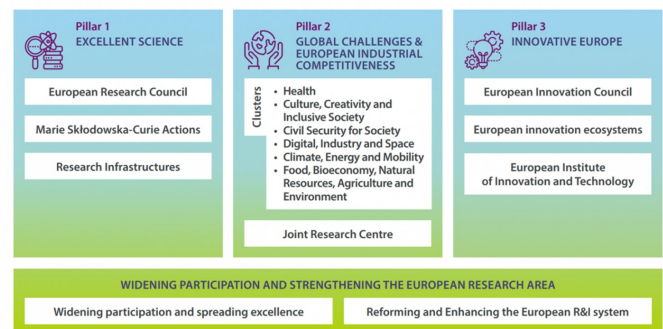 Pillar 1
EXCELLENT SCIENCE
European Research Council
Marie Skłodowska-Curie Actions
Research Infrastructures
Pillar 2
GLOBAL CHALLENGES &
EUROPEAN INDUSTRIAL
COMPETITIVENESS
Clusters
• Health
• Culture, Creativity and
Inclusive Society
• Civil Security for Society
• Digital, Industry and Space
• Climate, Energy and Mobility
• Food, Bioeconomy, Natural
Resources, Agriculture and
Environment
Joint Research Centre
Pillar 3
INNOVATIVE EUROPE
European Innovation Council
European innovation ecosystems
European Institute
of Innovation and Technology
WIDENING PARTICIPATION AND STRENGTHENING THE EUROPEAN RESEARCH AREA
Widening participation and spreading excellence
Reforming and Enhancing the European R&I system